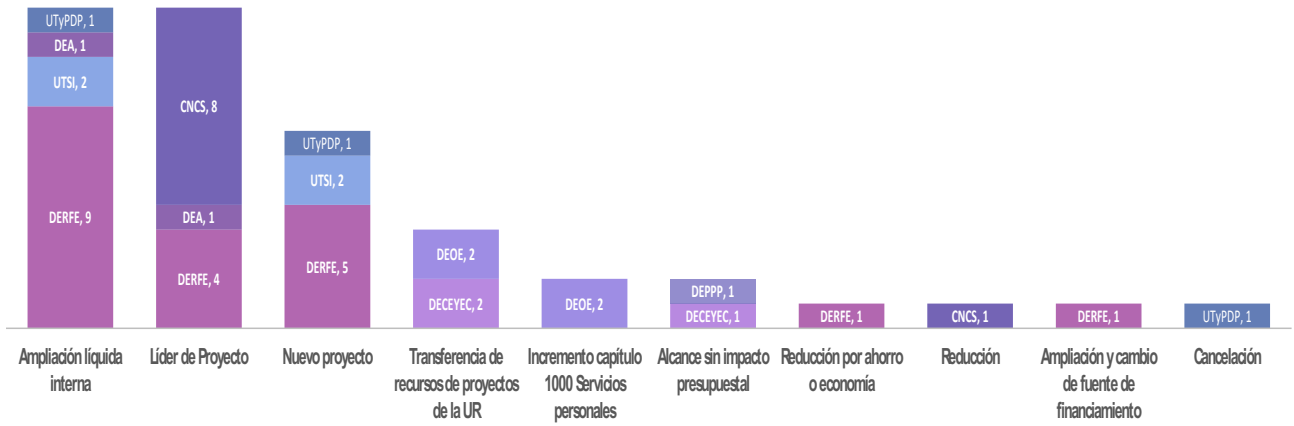 UTyPDP, 1
DEA, 1
UTSI, 2
DERFE, 9
CNCS, 8
DEA, 1
DERFE, 4
UTyPDP, 1
UTSI, 2
DERFE, 5
DEOE, 2
DECEYEC, 2
DEOE, 2
DEPPP, 1
DECEYEC, 1
DERFE, 1
CNCS, 1
DERFE, 1
UTyPDP, 1
Ampliación líquida
interna
Líder de Proyecto
Nuevo proyecto
Transferencia de
recursos de proyectos
de la UR
Incremento capítulo
1000 Servicios
personales
Alcance sin impacto
presupuestal
Reducción por ahorro
o economía
Reducción
Ampliación y cambio
de fuente de
financiamiento
Cancelación